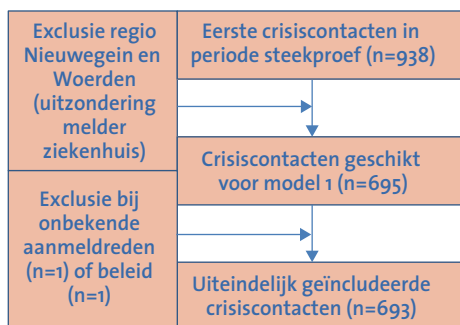 Exclusie regio
Nieuwegein en
Woerden
(uitzondering
melder
ziekenhuis)
Exclusie bij
onbekende
aanmeldreden
(n=1) of beleid
(n=1)
Eerste crisiscontacten in
periode steekproef (n=938)
Crisiscontacten geschikt
voor model 1 (n=695)
Uiteindelijk geïncludeerde
crisiscontacten (n=693)